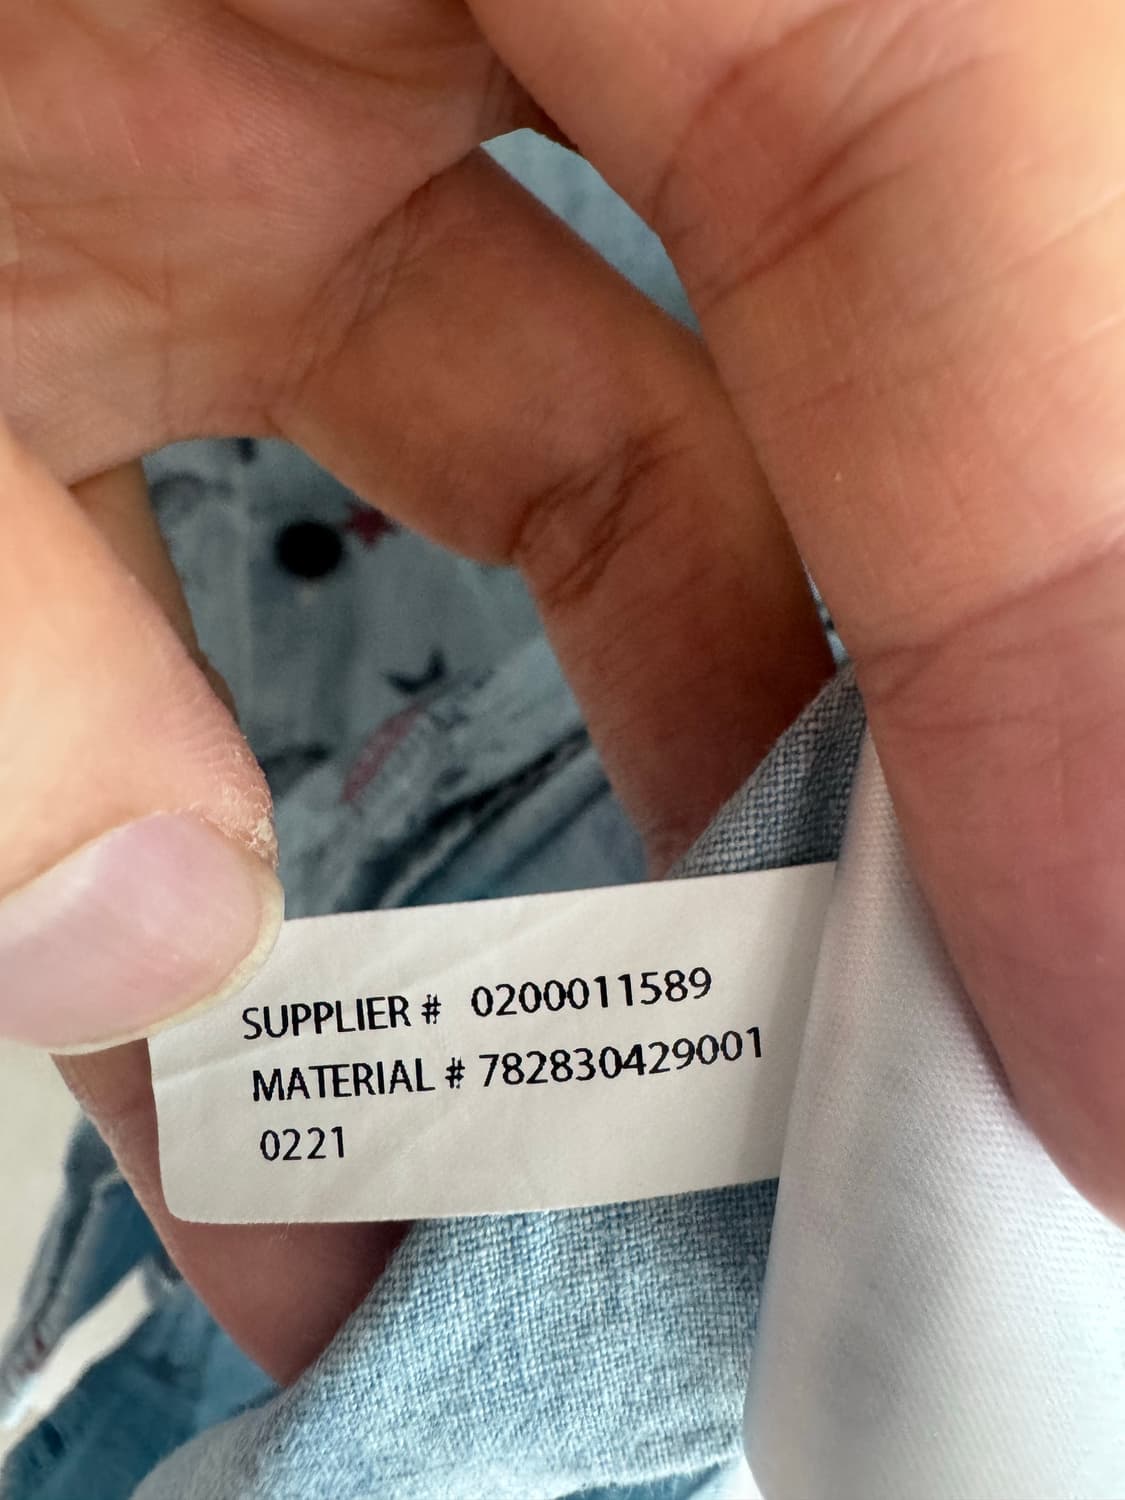 SUPPLIER # 0200011589
MATERIAL # 782830429001
0221